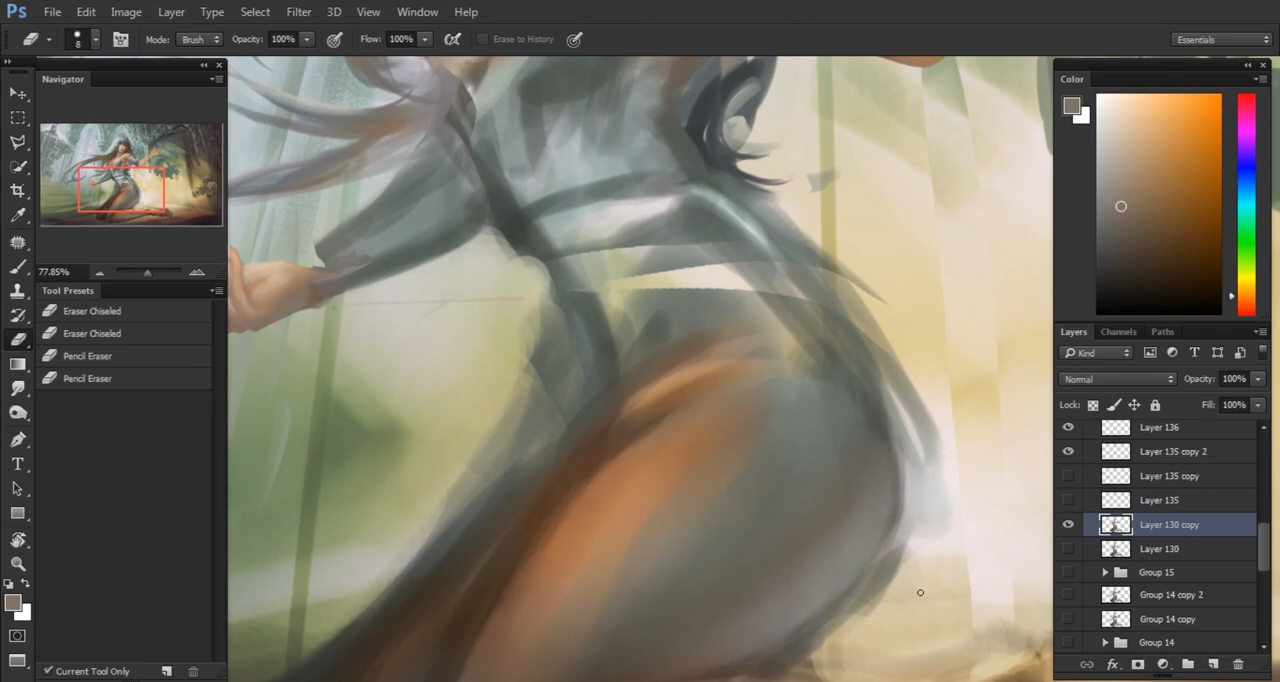 Ps File Edit Image Layer Type Select Filter 3D View Window Help
8 Mode: Brush Opacity: 100% Flow: 100% Erase to History Essentials
Navigator
77.85%
Tool Presets
Eraser Chiseled
Eraser Chiseled
Pencil Eraser
Pencil Eraser
Current Tool Only
Color
Layers Channels Paths
Kind
Normal Opacity: 100%
Lock: Fill: 100%
Layer 136
Layer 135 copy 2
Layer 135 copy
Layer 135
Layer 130 copy
Layer 130
Group 15
Group 14 copy 2
Group 14 copy
Group 14
fx